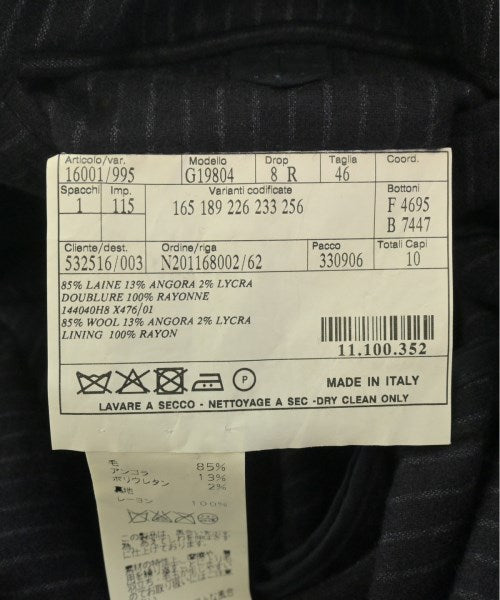 Articolo/var. Modello Drop Taglia Coord.
16001/995 G19804 8 R 46
Spacchi Imp. Varianti codificate Bottoni
1 115 165 189 226 233 256 F 4695
B 7447
Cliente/dest. Ordine/riga Pacco Totali Capi
532516/003 N201168002/62 330906 10
85% LAINE 13% ANGORA 2% LYCRA
DOUBLURE 100% RAYONNE
144040H8 X476/01
85% WOOL 13% ANGORA 2% LYCRA
LINING 100% RAYON
11.100.352
P
MADE IN ITALY
LAVARE A SECCO - NETTOYAGE A SEC -DRY CLEAN ONLY
毛 85%
アンゴラ 13%
ポリウレタン 2%
裏地
レーヨン 100%